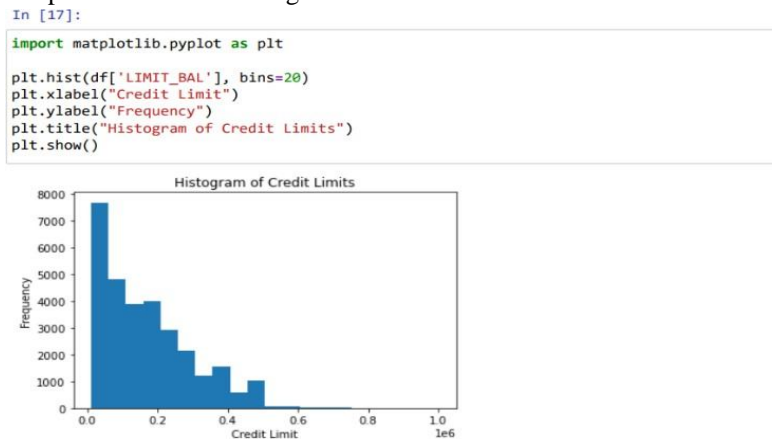 In [17]:
import matplotlib.pyplot as plt
plt.hist(df['LIMIT_BAL'], bins=20)
plt.xlabel("Credit Limit")
plt.ylabel("Frequency")
plt.title("Histogram of Credit Limits")
plt.show()
Histogram of Credit Limits
8000
7000
6000
5000
4000
3000
2000
1000
0
Frequency
0.0 0.2 0.4 0.6 0.8 1.0
1e6
Credit Limit